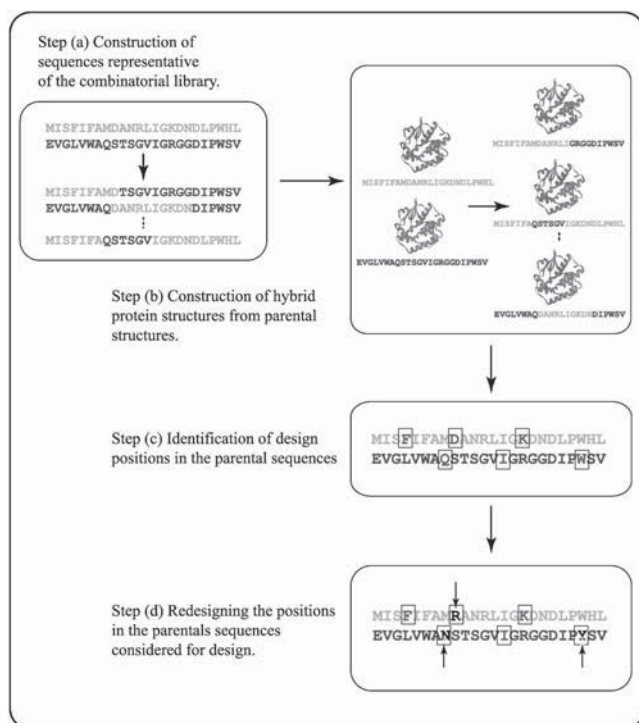 Step (a) Construction of
sequences representative
of the combinatorial library.
MISFIFAMDANRLIGKDNDLPWHL
EVGLVWAQSTSGVIGRGGDIPWSV
MISFIFAMDTSGVIGRGGDIPWSV
EVGLVWAQDANRLIGKDNDIPWSV
MISFIFAQSTSGVIGKDNDLPWHL
MISFIFAMDANRLIGKDNDLPWHL
EVGLVWAQSTSGVIGRGGDIPWSV
MISFIFAMDANRLIGRGGDIPWSV
MISFIFAQSTSGVIGKDNDLPWHL
EVGLVWAQDANRLIGKDNDIPWSV
Step (b) Construction of hybrid
protein structures from parental
structures.
Step (c) Identification of design
positions in the parental sequences
MISFIFAMDANRLIGKDNDLPWHL
EVGLVWAQSTSGVIGRGGDIPWSV
Step (d) Redesigning the positions
in the parentals sequences
considered for design.
MISFIFAMRANRLIGKDNDLPWHL
EVGLVWANSTSGVIGRGGDIPYSV